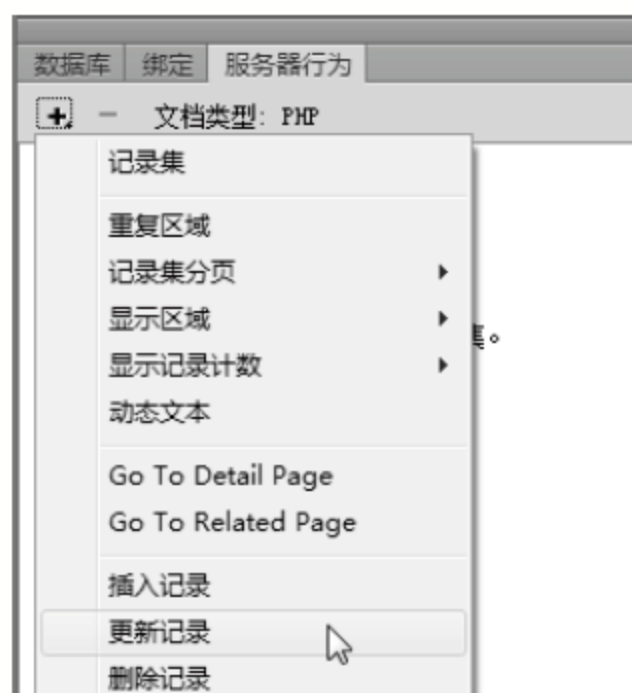 数据库 绑定 服务器行为
文档类型: PHP
记录集
重复区域
记录集分页
显示区域
显示记录计数
动态文本
Go To Detail Page
Go To Related Page
插入记录
更新记录
删除记录